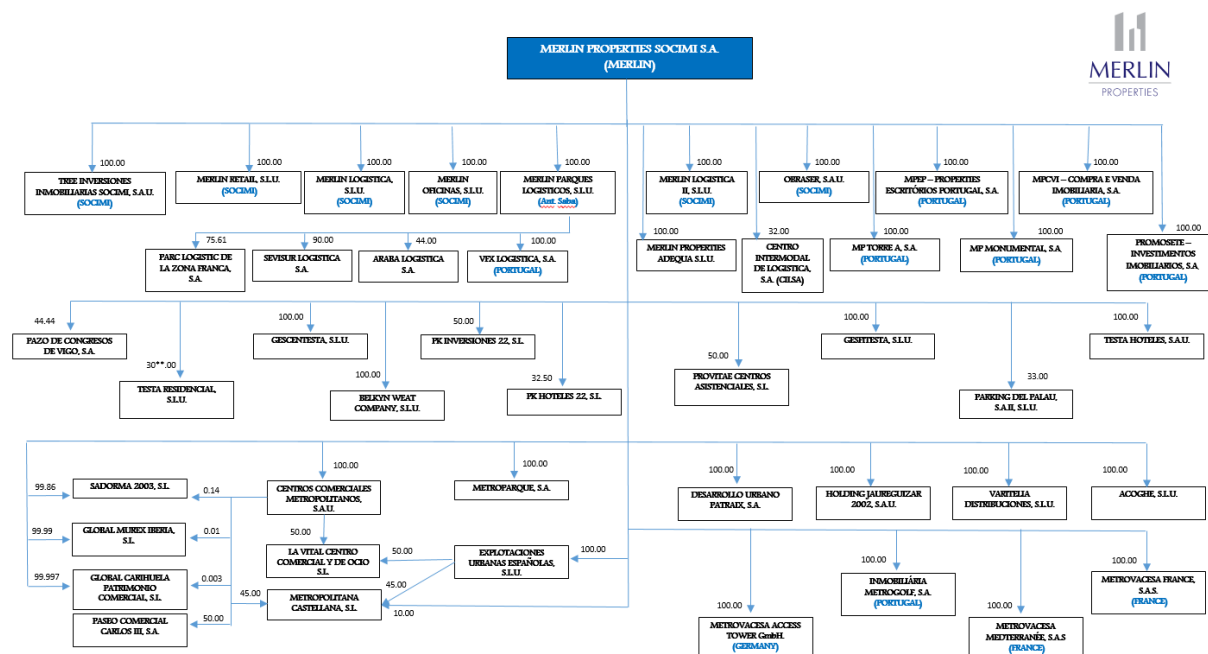 MERLIN PROPERTIES SOCIMI S.A.
(MERLIN)
MERLIN
PROPERTIES
100.00
TREE INVERSIONES
INMOBILIARIAS SOCIMI, S.A.U.
(SOCIMI)
100.00
MERLIN RETAIL, S.L.U.
(SOCIMI)
100.00
MERLIN LOGISTICA,
S.L.U.
(SOCIMI)
100.00
MERLIN
OFICINAS, S.L.U.
(SOCIMI)
100.00
MERLIN PARQUES
LOGISTICOS, S.L.U.
(Ant. Saba)
100.00
MERLIN LOGISTICA
II, S.L.U.
(SOCIMI)
100.00
OBRASER, S.A.U.
(SOCIMI)
100.00
MPEP – PROPERTIES
ESCRITÓRIOS PORTUGAL, S.A.
(PORTUGAL)
100.00
MPCVI – COMPRA E VENDA
IMOBILIARIA, S.A.
(PORTUGAL)
75.61
PARC LOGISTIC DE
LA ZONA FRANCA,
S.A.
90.00
SEVISUR LOGISTICA
S.A.
44.00
ARABA LOGISTICA
S.A.
100.00
VFX LOGISTICA, S.A.
(PORTUGAL)
100.00
MERLIN PROPERTIES
ADEQUA S.L.U.
32.00
CENTRO
INTERMODAL
DE LOGISTICA,
S.A. (CILSA)
100.00
MP TORRE A, S.A.
(PORTUGAL)
100.00
MP MONUMENTAL, S.A
(PORTUGAL)
100.00
PROMOSETE –
INVESTIMENTOS
IMOBILIARIOS, S.A
(PORTUGAL)
44.44
PAZO DE CONGRESOS
DE VIGO, S.A.
30**.00
TESTA RESIDENCIAL,
S.L.U.
100.00
GESCENTESTA, S.L.U.
100.00
BELKYN WEAT
COMPANY, S.L.U.
50.00
PK INVERSIONES 22, S.L.
32.50
PK HOTELES 22, S.L.
50.00
PROVITAE CENTROS
ASISTENCIALES, S.L.
100.00
GESFITESTA, S.L.U.
33.00
PARKING DEL PALAU,
S.A.II, S.L.U.
100.00
TESTA HOTELES, S.A.U.
99.86
SADORMA 2003, S.L.
0.14
100.00
CENTROS COMERCIALES
METROPOLITANOS,
S.A.U.
100.00
METROPARQUE, S.A.
100.00
DESARROLLO URBANO
PATRAIX, S.A.
100.00
HOLDING JAUREGUIZAR
2002, S.A.U.
100.00
VARITELIA
DISTRIBUCIONES, S.L.U.
100.00
ACOGHE, S.L.U.
99.99
GLOBAL MUREX IBERIA,
S.L.
0.01
50.00
LA VITAL CENTRO
COMERCIAL Y DE OCIO
S.L.
50.00
EXPLOTACIONES
URBANAS ESPAÑOLAS,
S.L.U.
100.00
99.997
GLOBAL CARIHUELA
PATRIMONIO
COMERCIAL, S.L.
0.003
45.00
METROPOLITANA
CASTELLANA, S.L.
45.00
10.00
PASEO COMERCIAL
CARLOS III, S.A.
50.00
100.00
METROVACESA ACCESS
TOWER GmbH.
(GERMANY)
100.00
INMOBILIÁRIA
METROGOLF, S.A.
(PORTUGAL)
100.00
METROVACESA
MEDTERRANÉE, S.A.S
(FRANCE)
100.00
METROVACESA FRANCE,
S.A.S.
(FRANCE)